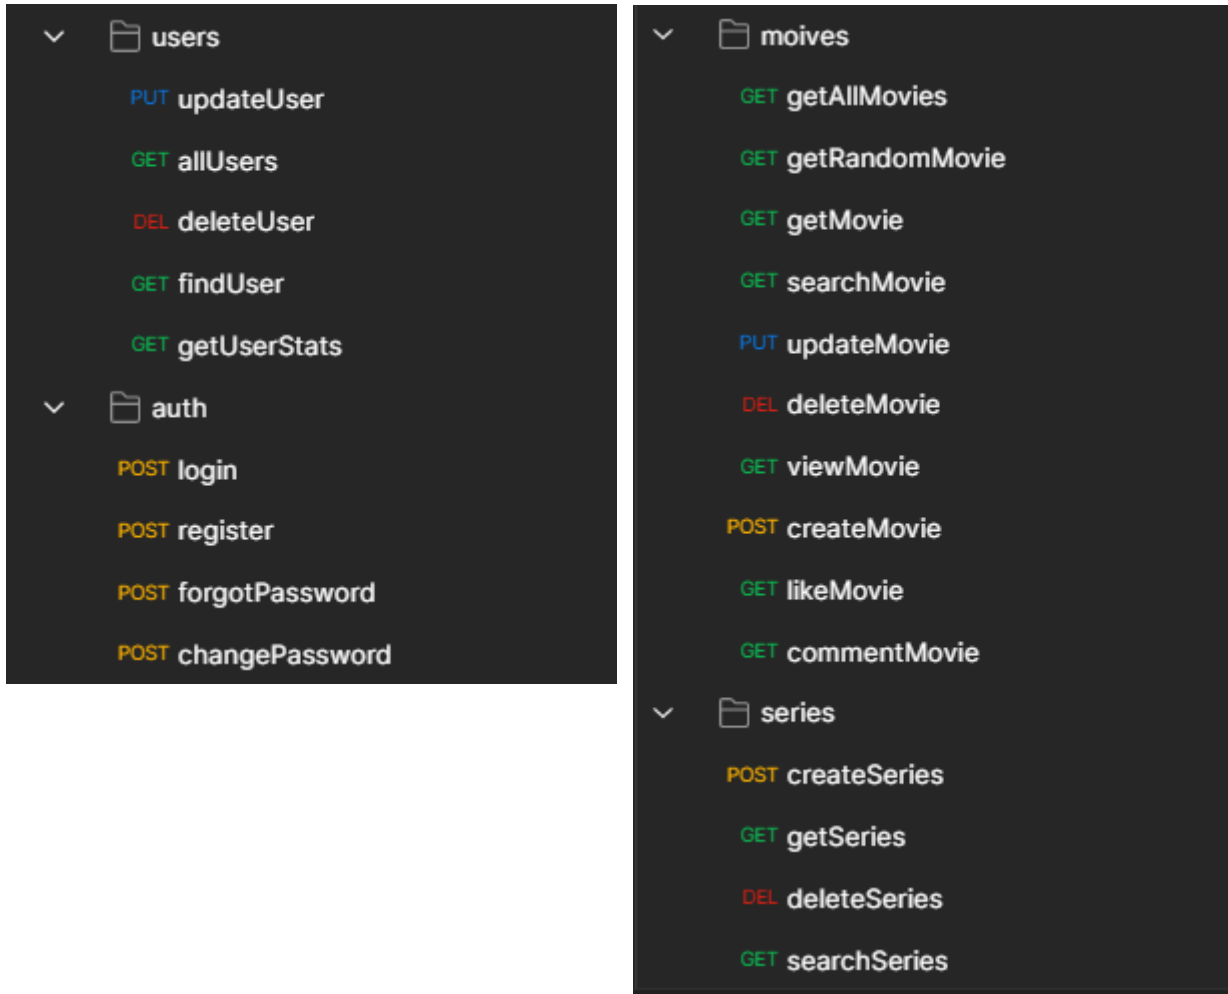 users
PUT updateUser
GET allUsers
DEL deleteUser
GET findUser
GET getUserStats
auth
POST login
POST register
POST forgotPassword
POST changePassword
moives
GET getAllMovies
GET getRandomMovie
GET getMovie
GET searchMovie
PUT updateMovie
DEL deleteMovie
GET viewMovie
POST createMovie
GET likeMovie
GET commentMovie
series
POST createSeries
GET getSeries
DEL deleteSeries
GET searchSeries